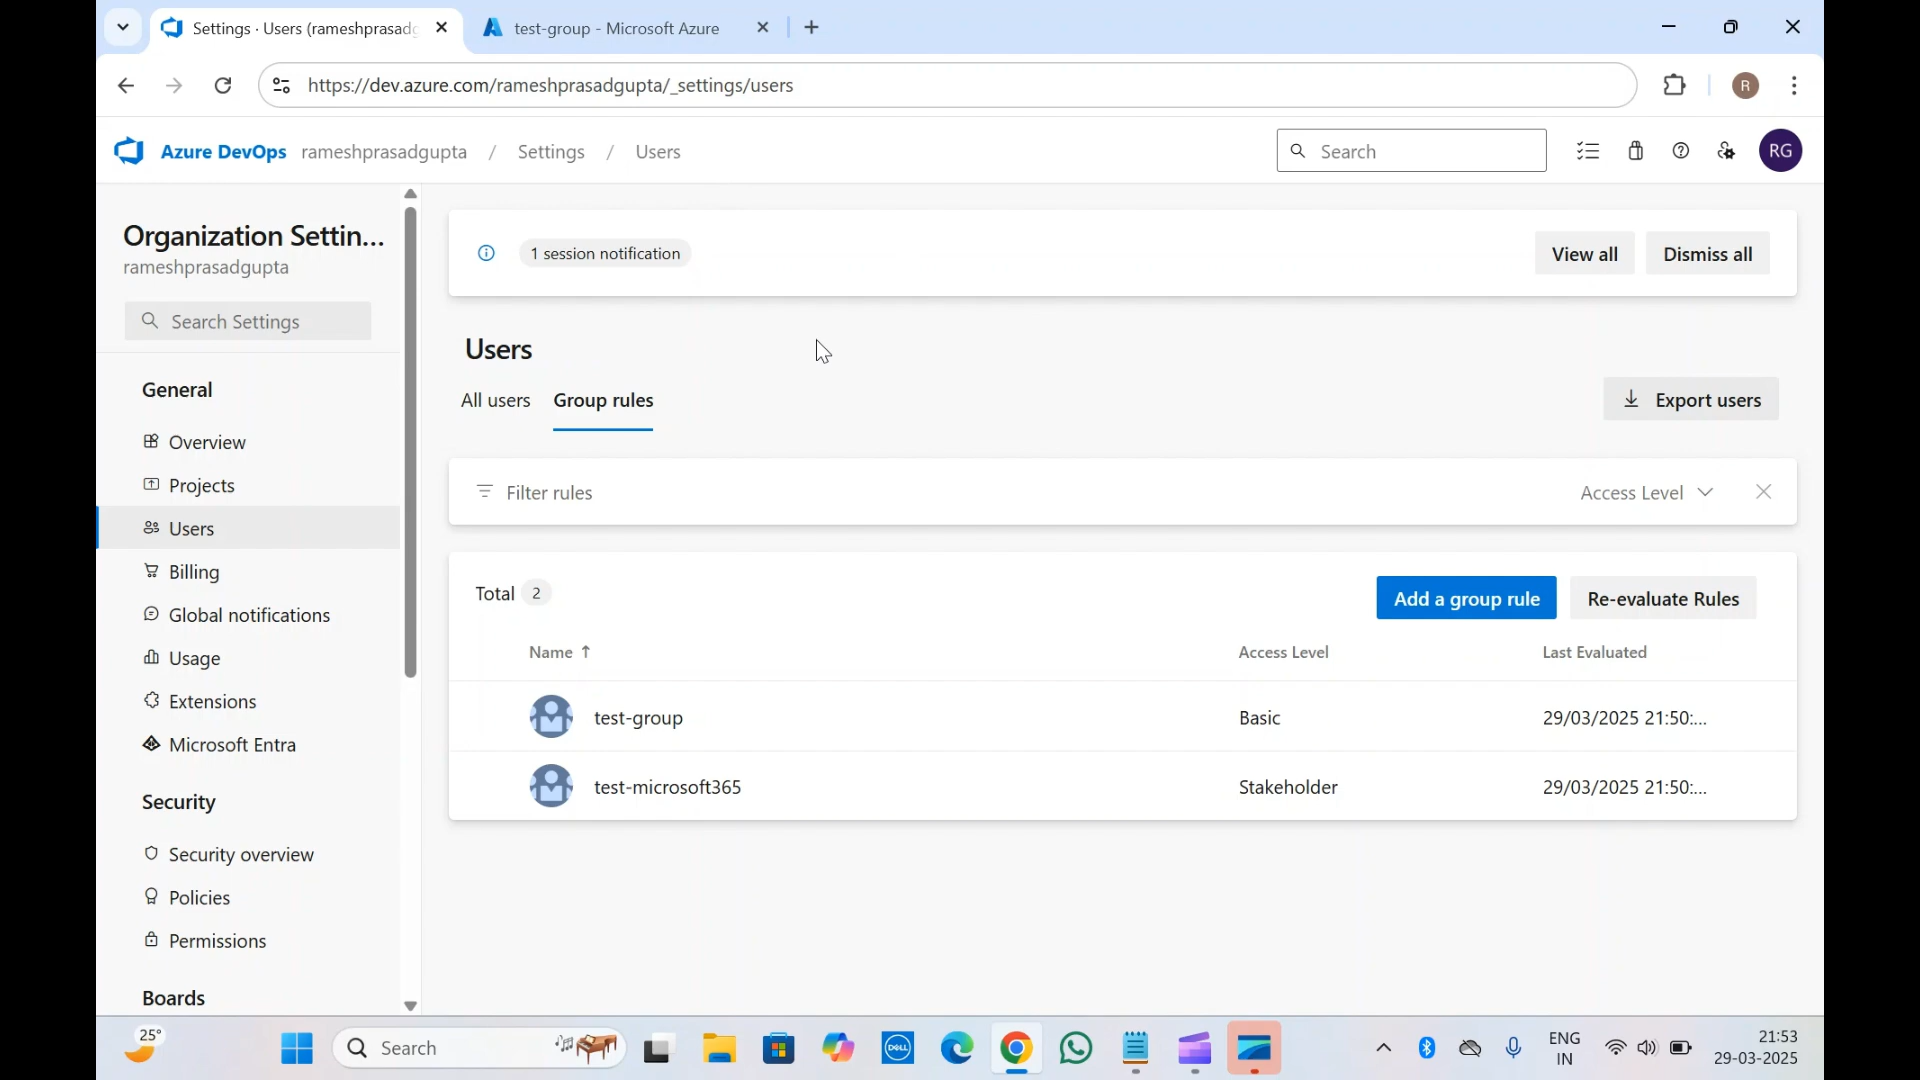 Settings · Users (rameshprasadg
test-group - Microsoft Azure
https://dev.azure.com/rameshprasadgupta/_settings/users
R
Azure DevOps rameshprasadgupta / Settings / Users
Search
RG
Organization Settin...
rameshprasadgupta
Search Settings
General
Overview
Projects
Users
Billing
Global notifications
Usage
Extensions
Microsoft Entra
Security
Security overview
Policies
Permissions
Boards
1 session notification
View all
Dismiss all
Users
All users
Group rules
Export users
Filter rules
Access Level
Total 2
Add a group rule
Re-evaluate Rules
Name ↑ Access Level Last Evaluated
test-group Basic 29/03/2025 21:50:...
test-microsoft365 Stakeholder 29/03/2025 21:50:...
25°
Search
DELL
ENG
IN
21:53
29-03-2025